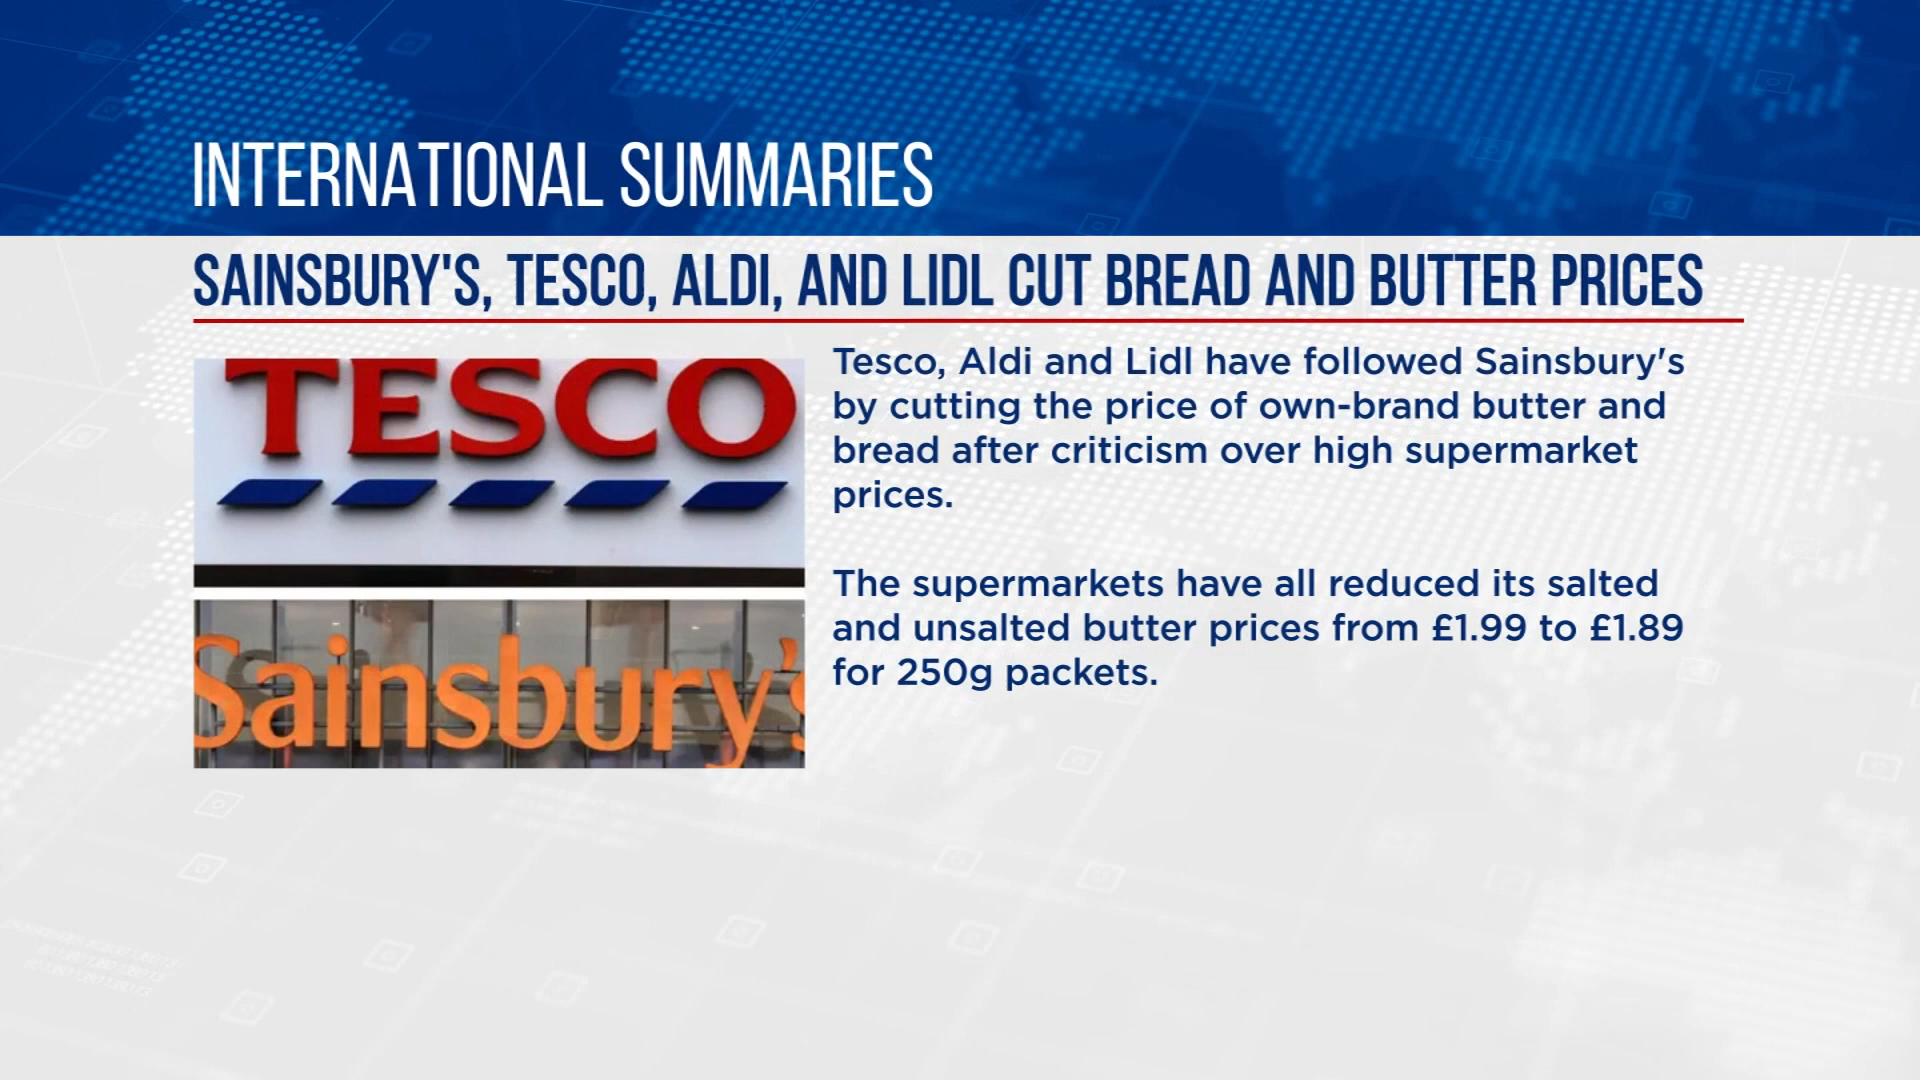 INTERNATIONAL SUMMARIES
SAINSBURY'S, TESCO, ALDI, AND LIDL CUT BREAD AND BUTTER PRICES
TESCO
Sainsbury's
Tesco, Aldi and Lidl have followed Sainsbury's
by cutting the price of own-brand butter and
bread after criticism over high supermarket
prices.
The supermarkets have all reduced its salted
and unsalted butter prices from £1.99 to £1.89
for 250g packets.